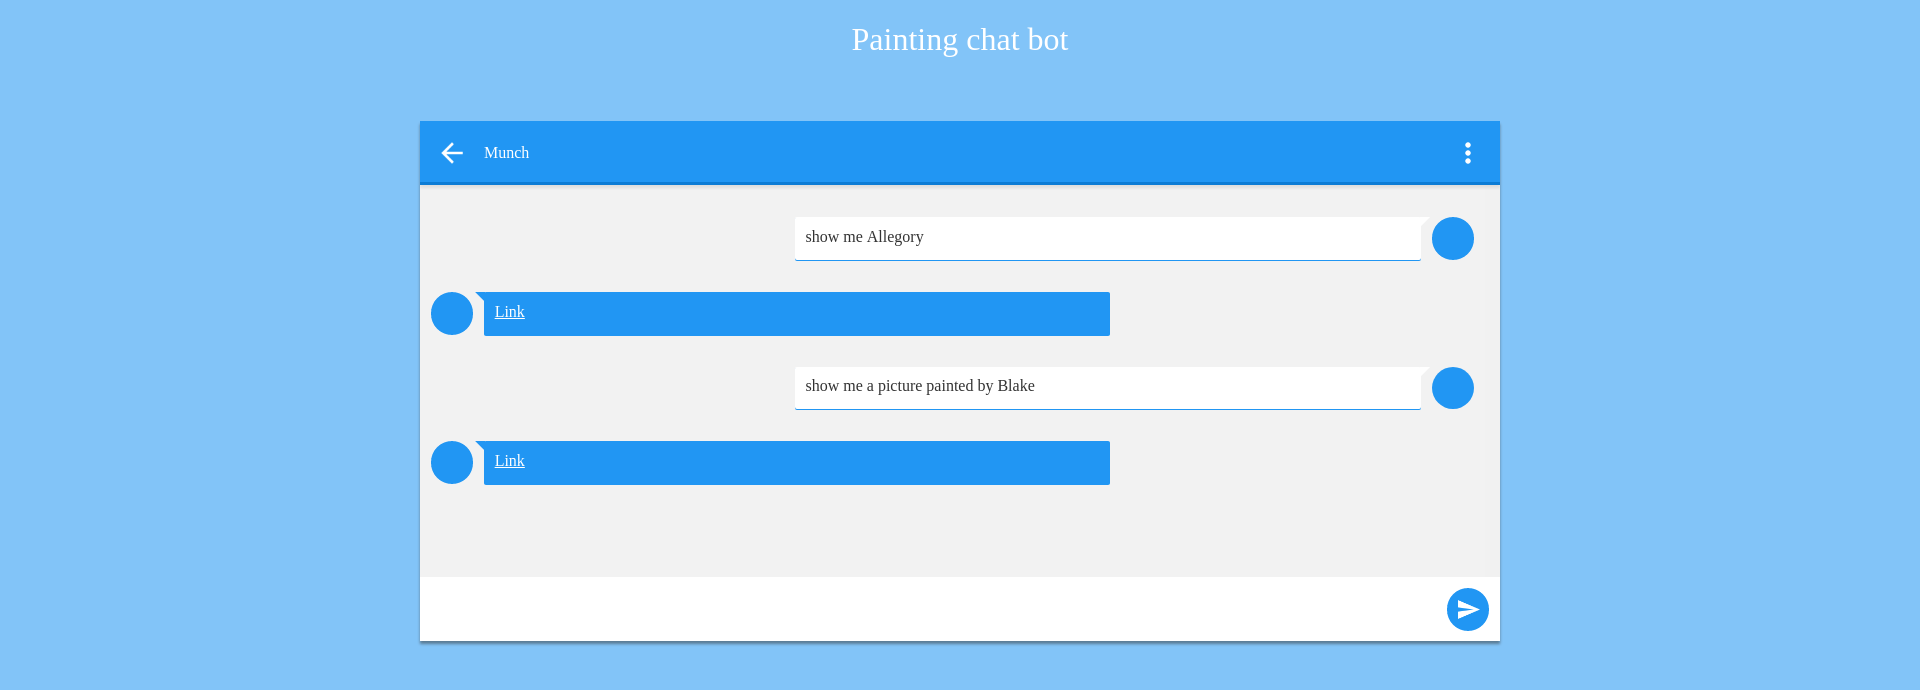 Painting chat bot
Munch
show me Allegory
Link
show me a picture painted by Blake
Link